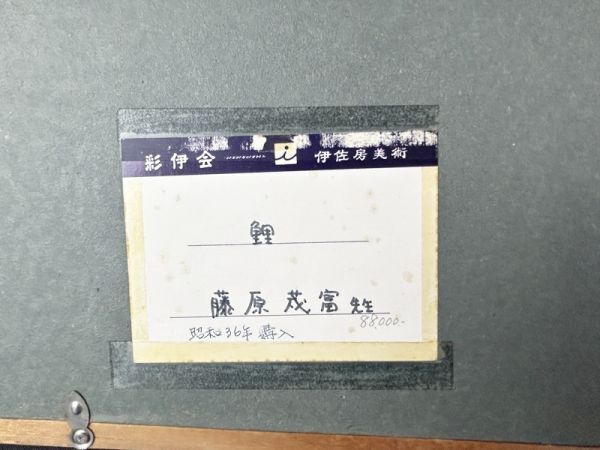 彩伊会 i 伊佐房美術
鯉
藤原茂富先生
88000-
昭和36年購入